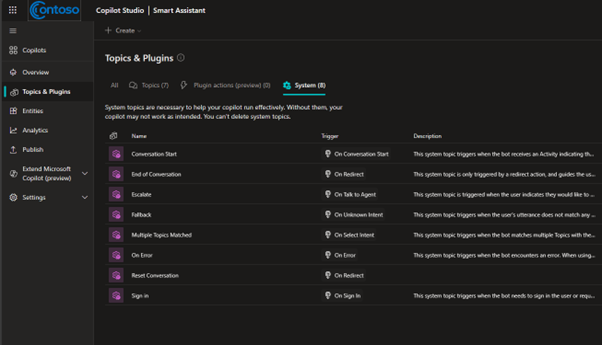 Contoso
Copilot Studio | Smart Assistant
+ Create
Copilots
Overview
Topics & Plugins
Entities
Analytics
Publish
Extend Microsoft
Copilot (preview)
Settings
Topics & Plugins
All Topics (7) Plugin actions (preview) (0) System (8)
System topics are necessary to help your copilot run effectively. Without them, your
copilot may not work as intended. You can't delete system topics.
Name Trigger Description
Conversation Start On Conversation Start This system topic triggers when the bot receives an Activity indicating th...
End of Conversation On Redirect This system topic is only triggered by a redirect action, and guides the us...
Escalate On Talk to Agent This system topic is triggered when the user indicates they would like to ...
Fallback On Unknown Intent This system topic triggers when the user's utterance does not match any ...
Multiple Topics Matched On Select Intent This system topic triggers when the bot matches multiple Topics with the...
On Error On Error This system topic triggers when the bot encounters an error. When using...
Reset Conversation On Redirect
Sign in On Sign In This system topic triggers when the bot needs to sign in the user or requ...